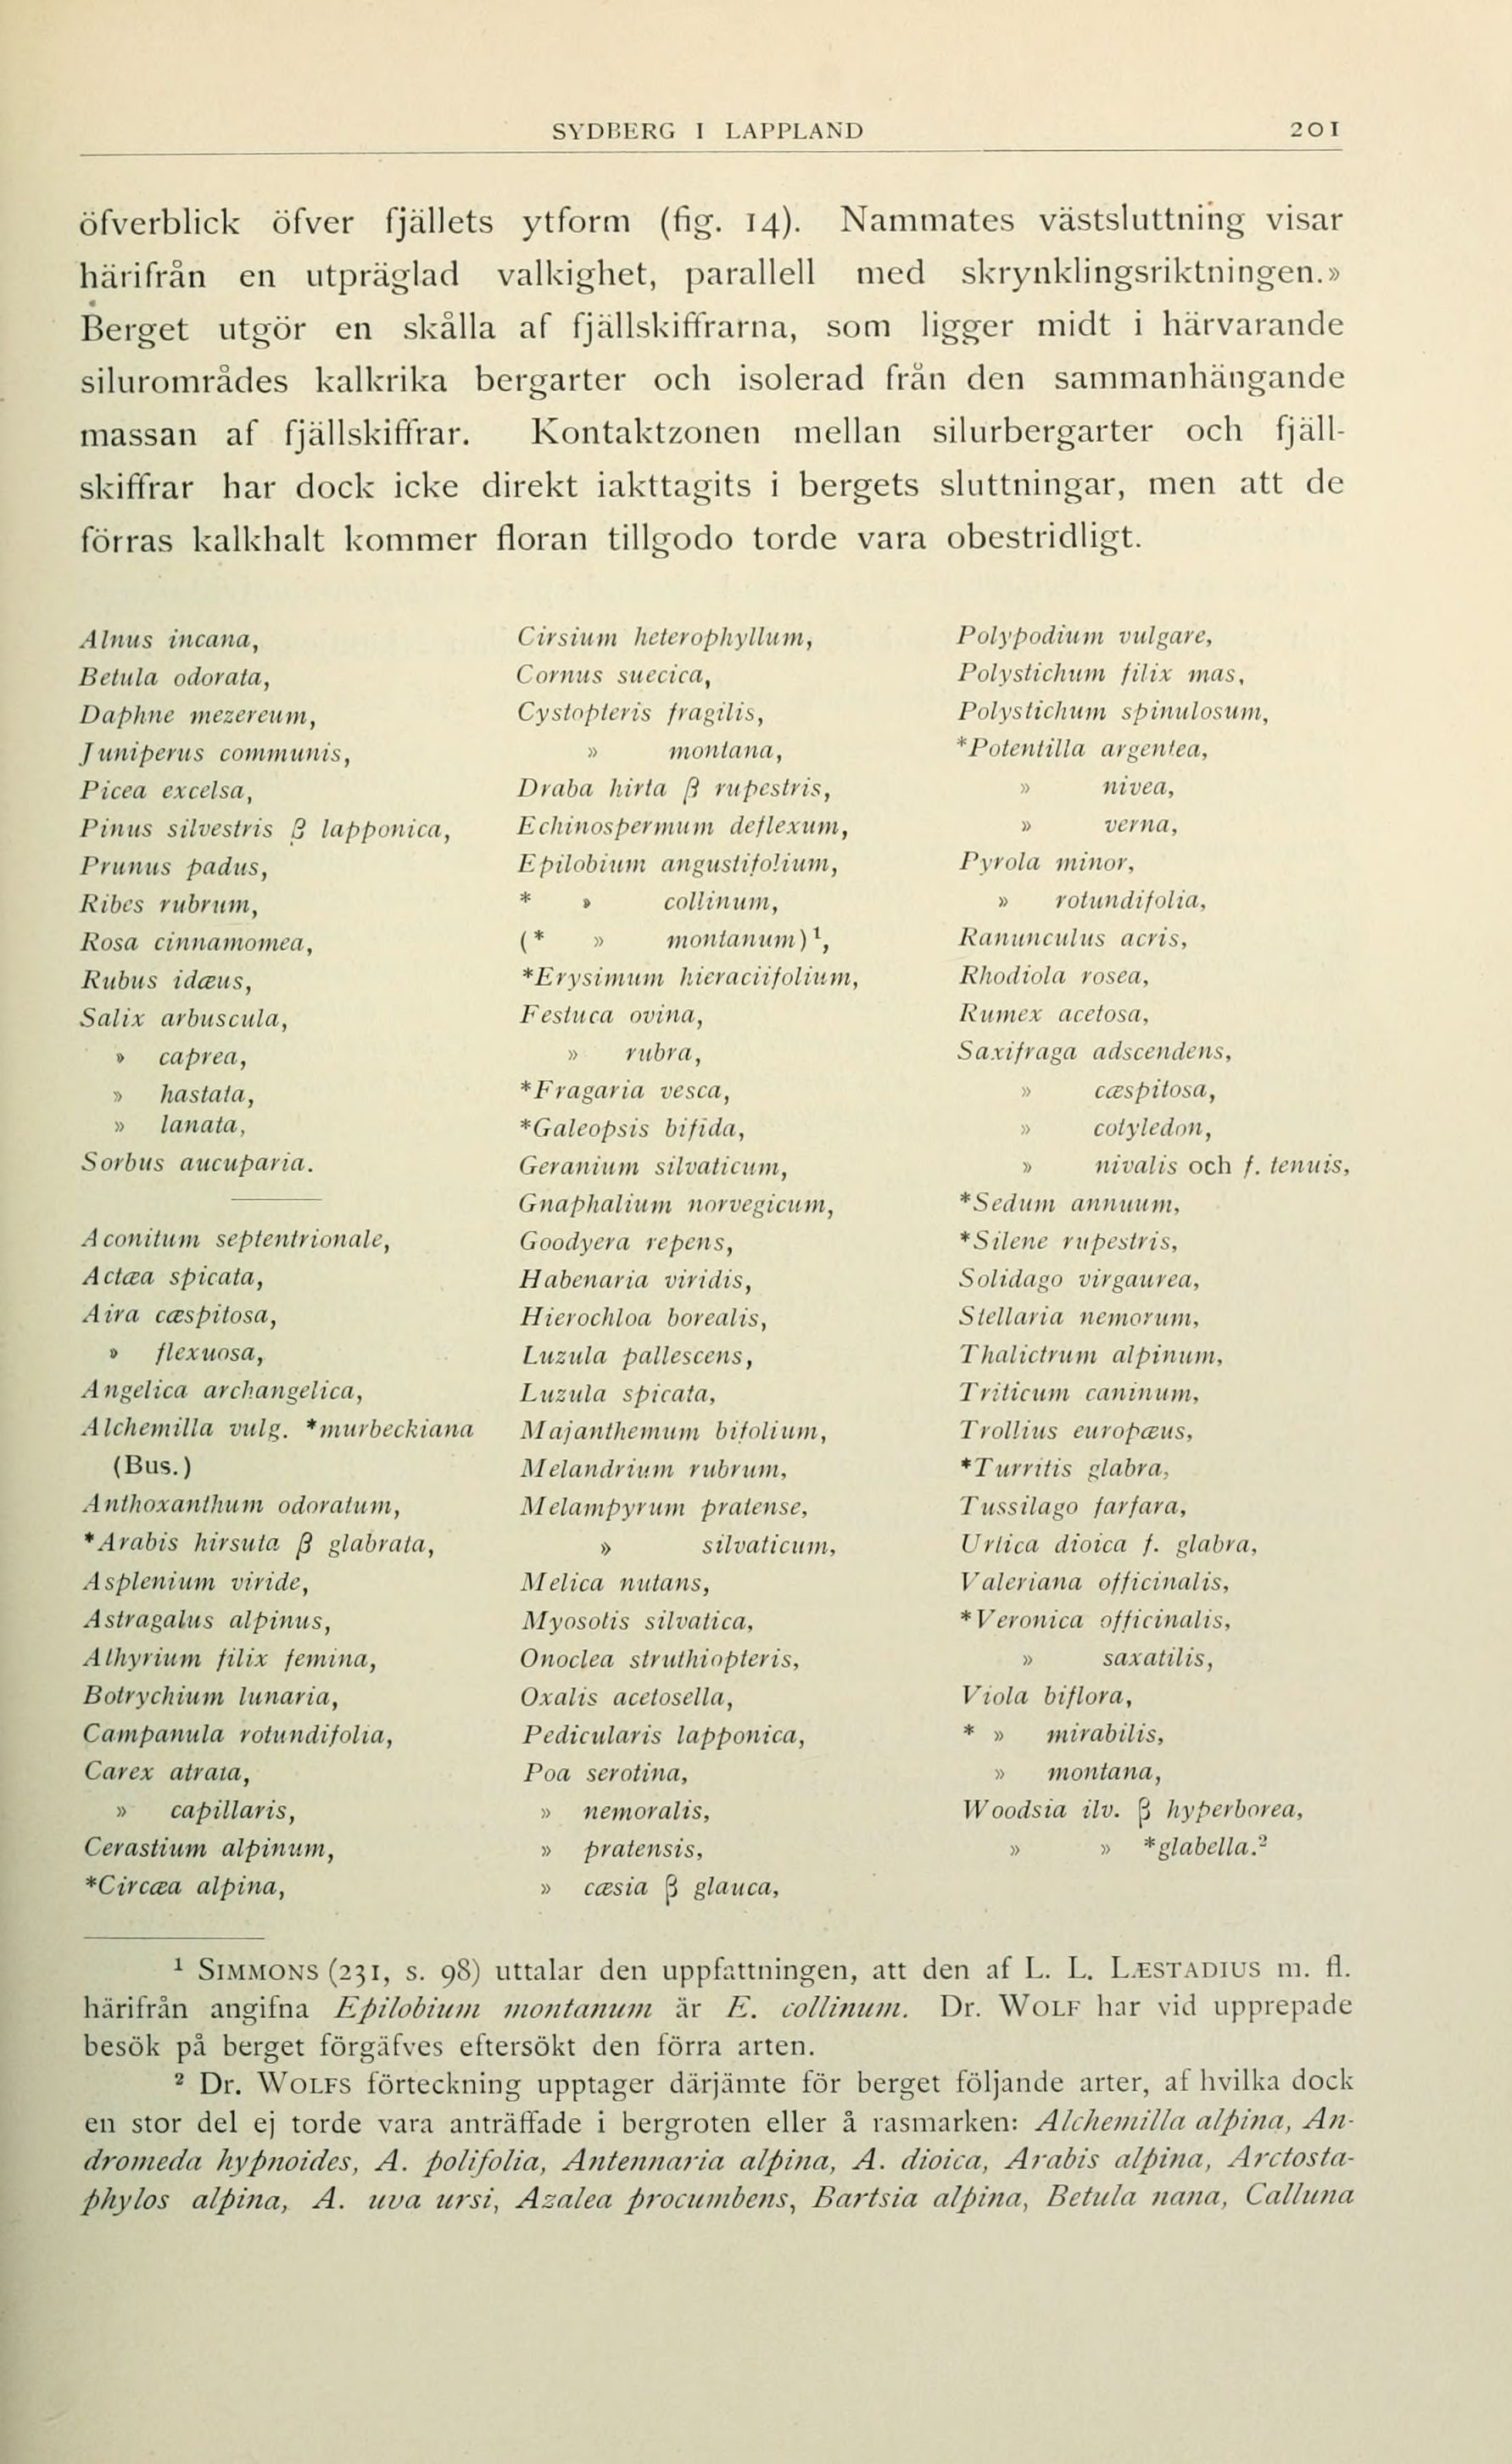 SYDBERG I LAPPLAND 201
öfverblick öfver fjällets ytform (fig. 14). Nammates västsluttning visar
härifrån en utpräglad valkighet, parallell med skrynklingsriktningen.»
Berget utgör en skålla af fjällskiffrarna, som ligger midt i härvarande
silurområdes kalkrika bergarter och isolerad från den sammanhängande
massan af fjällskiffrar. Kontaktzonen mellan silurbergarter och fjäll-
skiffrar har dock icke direkt iakttagits i bergets sluttningar, men att de
förras kalkhalt kommer floran tillgodo torde vara obestridligt.
Alnus incana,
Betula odorata,
Daphne mezereum,
Juniperus communis,
Picea excelsa,
Pinus silvestris β lapponica,
Prunus padus,
Ribes rubrum,
Rosa cinnamomea,
Rubus idæus,
Salix arbuscula,
» caprea,
» hastata,
» lanata,
Sorbus aucuparia.
Aconitum septentrionale,
Actæa spicata,
Aira cæspitosa,
» flexuosa,
Angelica archangelica,
Alchemilla vulg. *murbeckiana
(Bus.)
Anthoxanthum odoratum,
*Arabis hirsuta β glabrata,
Asplenium viride,
Astragalus alpinus,
Athyrium filix femina,
Botrychium lunaria,
Campanula rotundifolia,
Carex atrata,
» capillaris,
Cerastium alpinum,
*Circæa alpina,
Cirsium heterophyllum,
Cornus suecica,
Cystopteris fragilis,
» montana,
Draba hirta β rupestris,
Echinospermum deflexum,
Epilobium angustifolium,
* » collinum,
(* » montanum)¹,
*Erysimum hieraciifolium,
Festuca ovina,
» rubra,
*Fragaria vesca,
*Galeopsis bifida,
Geranium silvaticum,
Gnaphalium norvegicum,
Goodyera repens,
Habenaria viridis,
Hierochloa borealis,
Luzula pallescens,
Luzula spicata,
Majanthemum bifolium,
Melandrium rubrum,
Melampyrum pratense,
» silvaticum,
Melica nutans,
Myosotis silvatica,
Onoclea struthiopteris,
Oxalis acetosella,
Pedicularis lapponica,
Poa serotina,
» nemoralis,
» pratensis,
» cæsia β glauca,
Polypodium vulgare,
Polystichum filix mas,
Polystichum spinulosum,
*Potentilla argentea,
» nivea,
» verna,
Pyrola minor,
» rotundifolia,
Ranunculus acris,
Rhodiola rosea,
Rumex acetosa,
Saxifraga adscendens,
» cæspitosa,
» cotyledon,
» nivalis och f. tenuis,
*Sedum annuum,
*Silene rupestris,
Solidago virgaurea,
Stellaria nemorum,
Thalictrum alpinum,
Triticum caninum,
Trollius europæus,
*Turritis glabra,
Tussilago farfara,
Urtica dioica f. glabra,
Valeriana officinalis,
*Veronica officinalis,
» saxatilis,
Viola biflora,
* » mirabilis,
» montana,
Woodsia ilv. β hyperborea,
» » *glabella.²
¹ SIMMONS (231, s. 98) uttalar den uppfattningen, att den af L. L. LÆSTADIUS m. fl.
härifrån angifna Epilobium montanum är E. collinum. Dr. WOLF har vid upprepade
besök på berget förgäfves eftersökt den förra arten.
² Dr. WOLFS förteckning upptager därjämte för berget följande arter, af hvilka dock
en stor del ej torde vara anträffade i bergroten eller å rasmarken: Alchemilla alpina, An-
dromeda hypnoides, A. polifolia, Antennaria alpina, A. dioica, Arabis alpina, Arctosta-
phylos alpina, A. uva ursi, Azalea procumbens, Bartsia alpina, Betula nana, Calluna